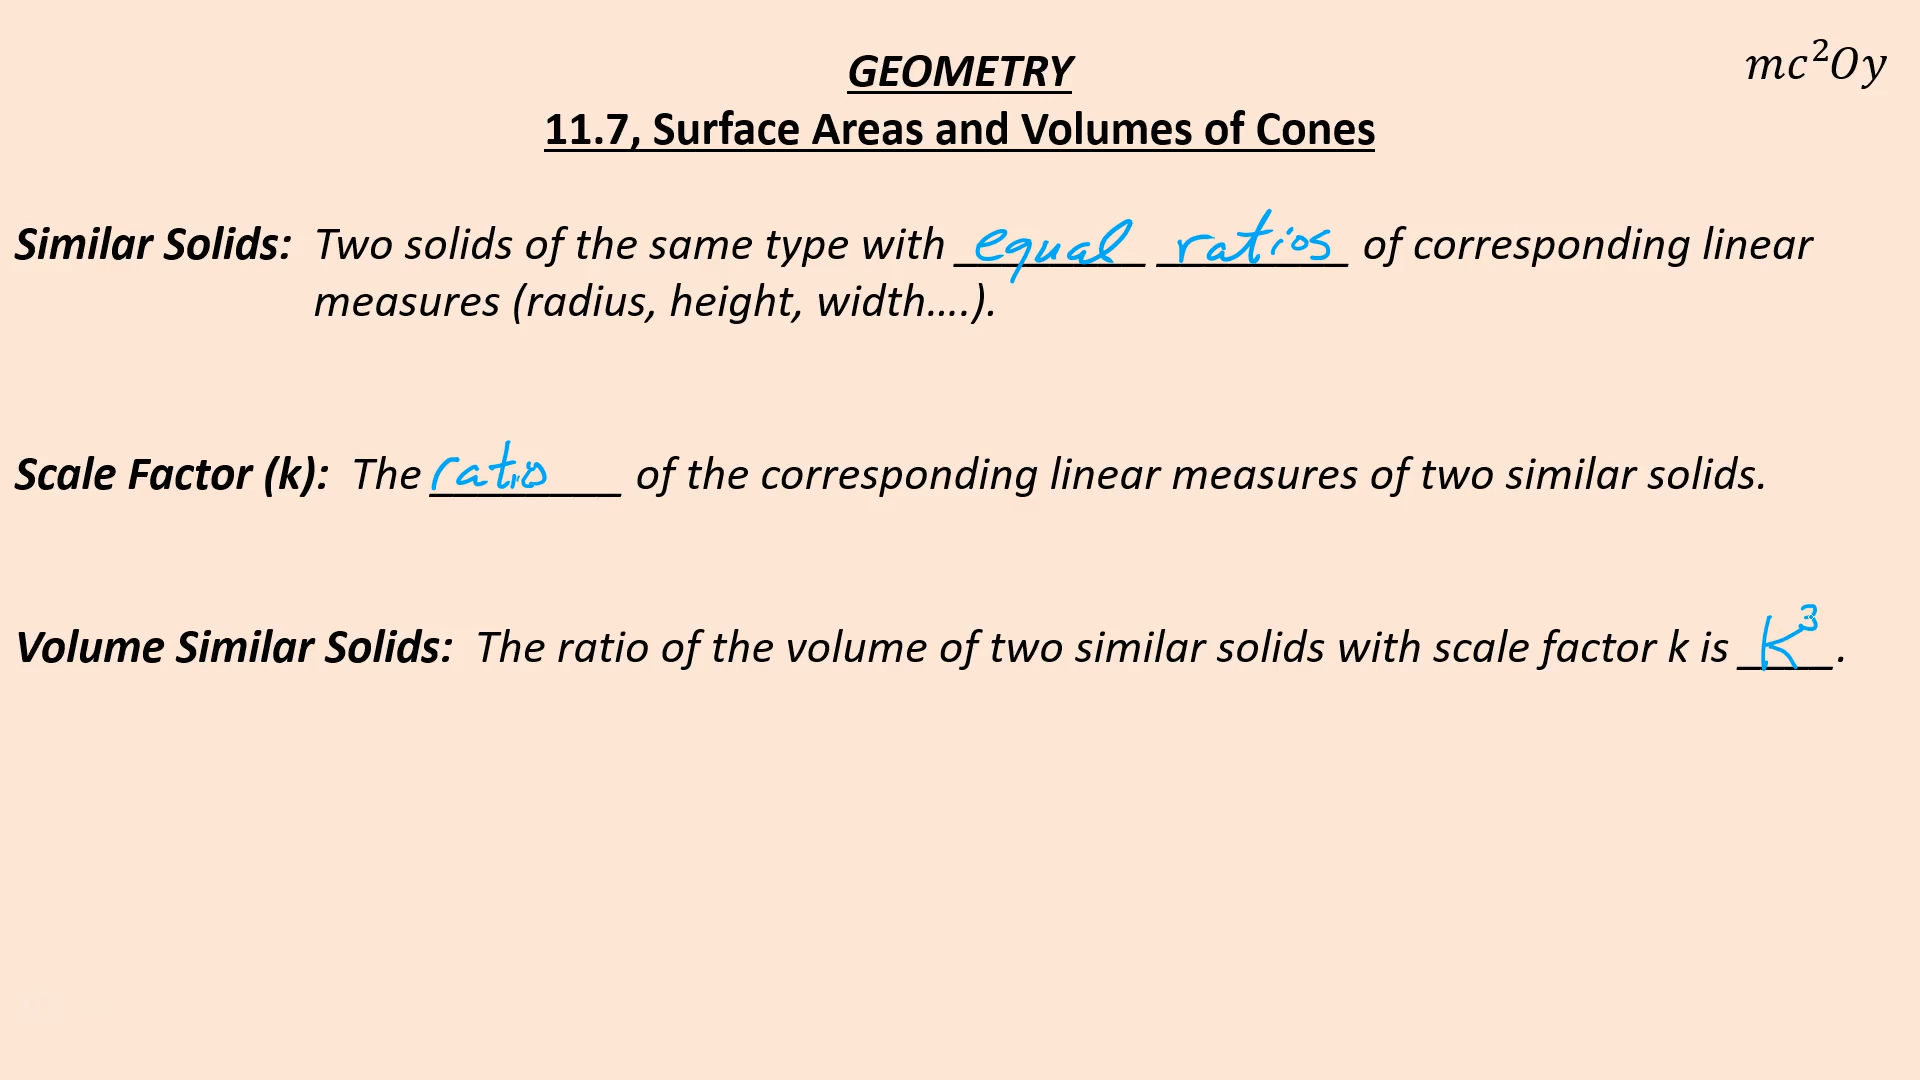 GEOMETRY
mc²Oy
11.7, Surface Areas and Volumes of Cones
Similar Solids: Two solids of the same type with equal ratios of corresponding linear
measures (radius, height, width....).
Scale Factor (k): The ratio of the corresponding linear measures of two similar solids.
Volume Similar Solids: The ratio of the volume of two similar solids with scale factor k is K³.